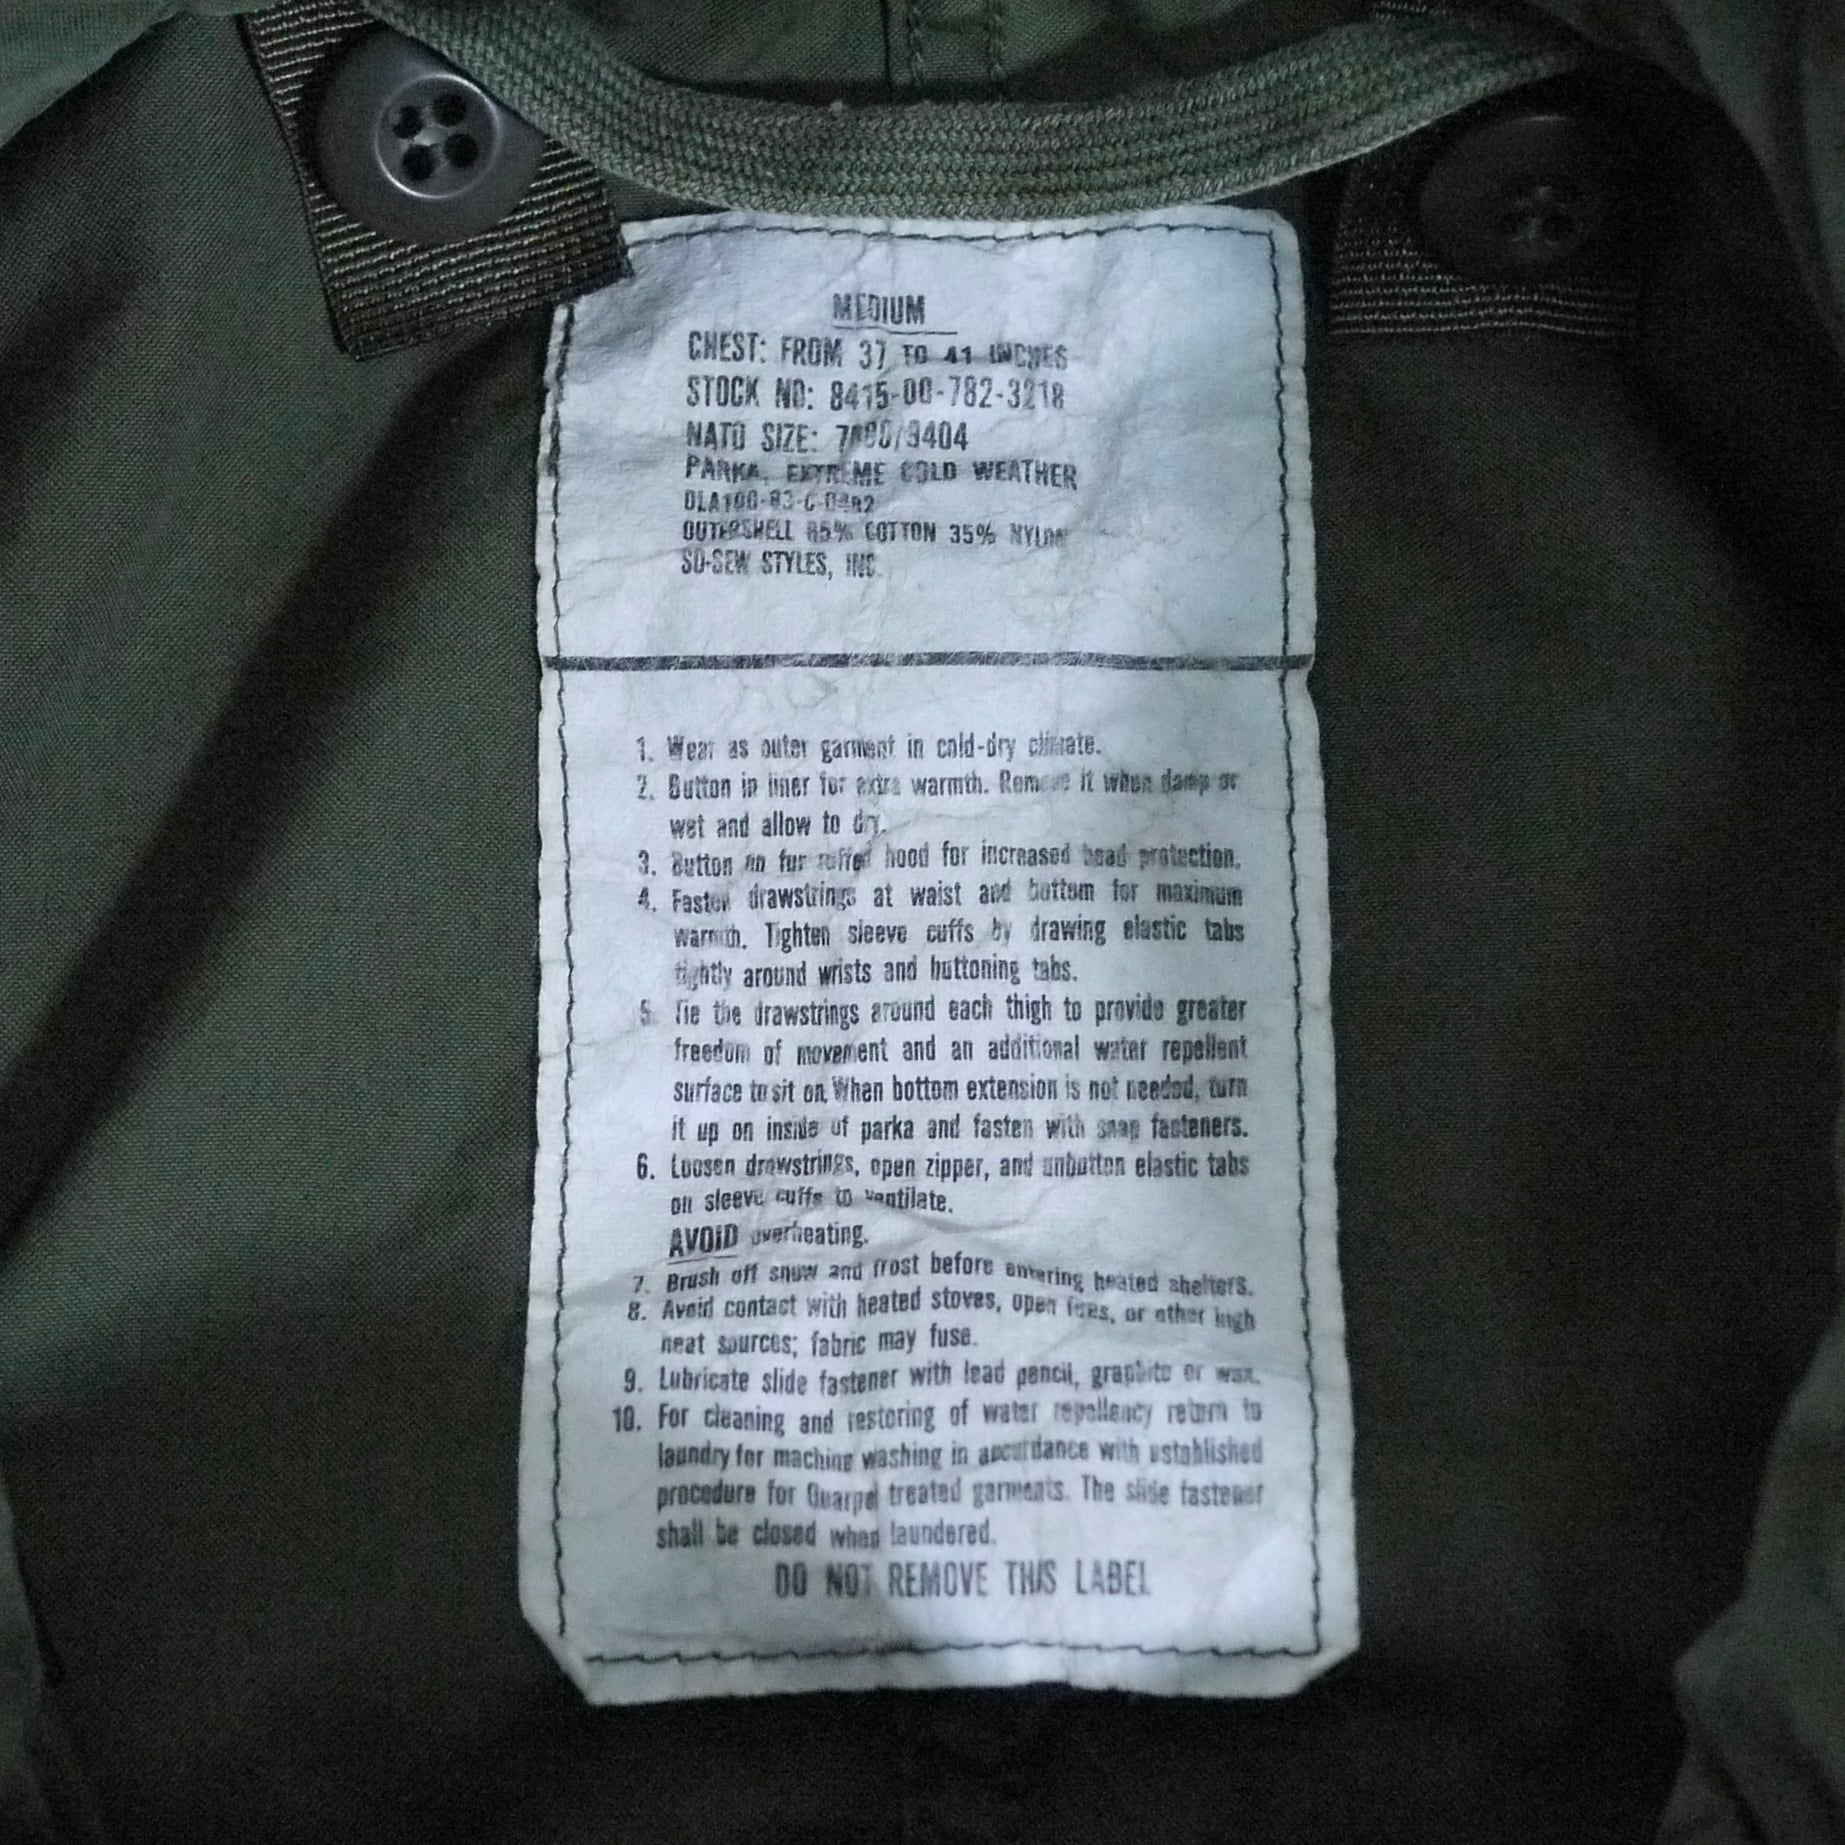 MEDIUM
CHEST: FROM 37 TO 41 INCHES
STOCK NO: 8415-00-782-3218
NATO SIZE: /9404
PARKA, EXTREME COLD WEATHER
DLA100-83-C-
OUTERSHELL 65% COTTON 35% NYLON
SO-SEW STYLES, INC.
1. Wear as outer garment in cold-dry climate.
2. Button in liner for extra warmth. Remove it when damp or
wet and allow to dry.
3. Button on fur ruffed hood for increased head protection.
4. Fasten drawstrings at waist and bottom for maximum
warmth. Tighten sleeve cuffs by drawing elastic tabs
tightly around wrists and buttoning tabs.
5. Tie the drawstrings around each thigh to provide greater
freedom of movement and an additional water repellent
surface to sit on. When bottom extension is not needed, turn
it up on inside of parka and fasten with snap fasteners.
6. Loosen drawstrings, open zipper, and unbutton elastic tabs
on sleeve cuffs to ventilate.
AVOID overheating.
7. Brush off snow and frost before entering heated shelters.
8. Avoid contact with heated stoves, open fires, or other high
heat sources; fabric may fuse.
9. Lubricate slide fastener with lead pencil, graphite or wax.
10. For cleaning and restoring of water repellency return to
laundry for machine washing in accordance with established
procedure for Quarpel treated garments. The slide fastener
shall be closed when laundered.
DO NOT REMOVE THIS LABEL